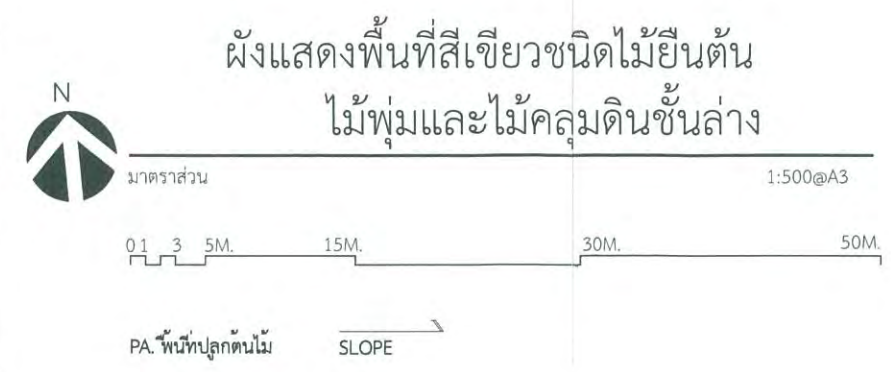 ผังแสดงพื้นที่สีเขียวชนิดไม้ยืนต้น
ไม้พุ่มและไม้คลุมดินชั้นล่าง
N
มาตราส่วน 1:500@A3
0 1 3 5M. 15M. 30M. 50M.
PA. พื้นที่ปลูกต้นไม้ SLOPE